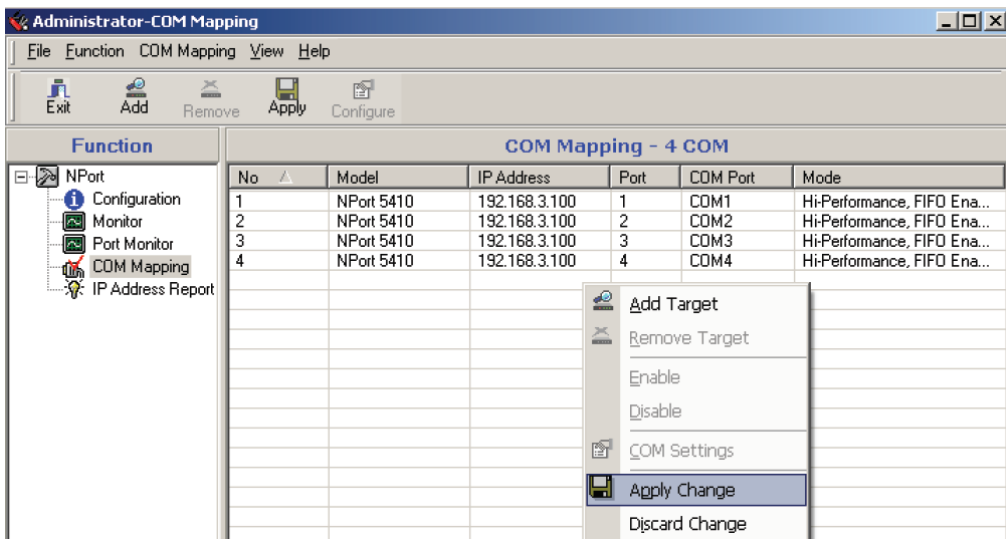 Administrator-COM Mapping
File Function COM Mapping View Help
Exit Add Remove Apply Configure
Function
COM Mapping - 4 COM
NPort
Configuration
Monitor
Port Monitor
COM Mapping
IP Address Report
No Model IP Address Port COM Port Mode
1 NPort 5410 192.168.3.100 1 COM1 Hi-Performance, FIFO Ena...
2 NPort 5410 192.168.3.100 2 COM2 Hi-Performance, FIFO Ena...
3 NPort 5410 192.168.3.100 3 COM3 Hi-Performance, FIFO Ena...
4 NPort 5410 192.168.3.100 4 COM4 Hi-Performance, FIFO Ena...
Add Target
Remove Target
Enable
Disable
COM Settings
Apply Change
Discard Change